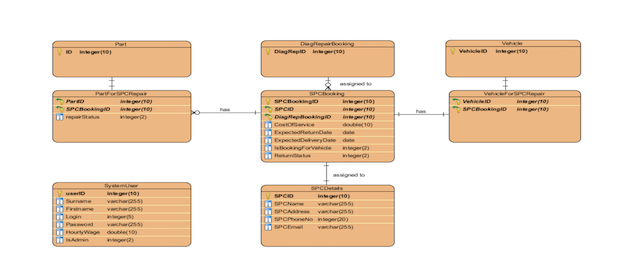 Part
ID integer(10)
DiagRepairBooking
DiagRepID integer(10)
Vehicle
VehicleID integer(10)
assigned to
PartForSPCRepair
PartID integer(10)
SPCBookingID integer(10)
repairStatus integer(2)
has
SPCBooking
SPCBookingID integer(10)
SPCID integer(10)
DiagRepBookingID integer(10)
CostOfService double(10)
ExpectedReturnDate date
ExpectedDeliveryDate date
IsBookingForVehicle integer(2)
ReturnStatus integer(2)
has
VehicleForSPCRepair
VehicleID integer(10)
SPCBookingID integer(10)
assigned to
SystemUser
userID integer(10)
Surname varchar(255)
Firstname varchar(255)
Login integer(5)
Password varchar(255)
HourlyWage double(10)
IsAdmin integer(2)
SPCDetails
SPCID integer(10)
SPCName varchar(255)
SPCAddress varchar(255)
SPCPhoneNo integer(20)
SPCEmail varchar(255)